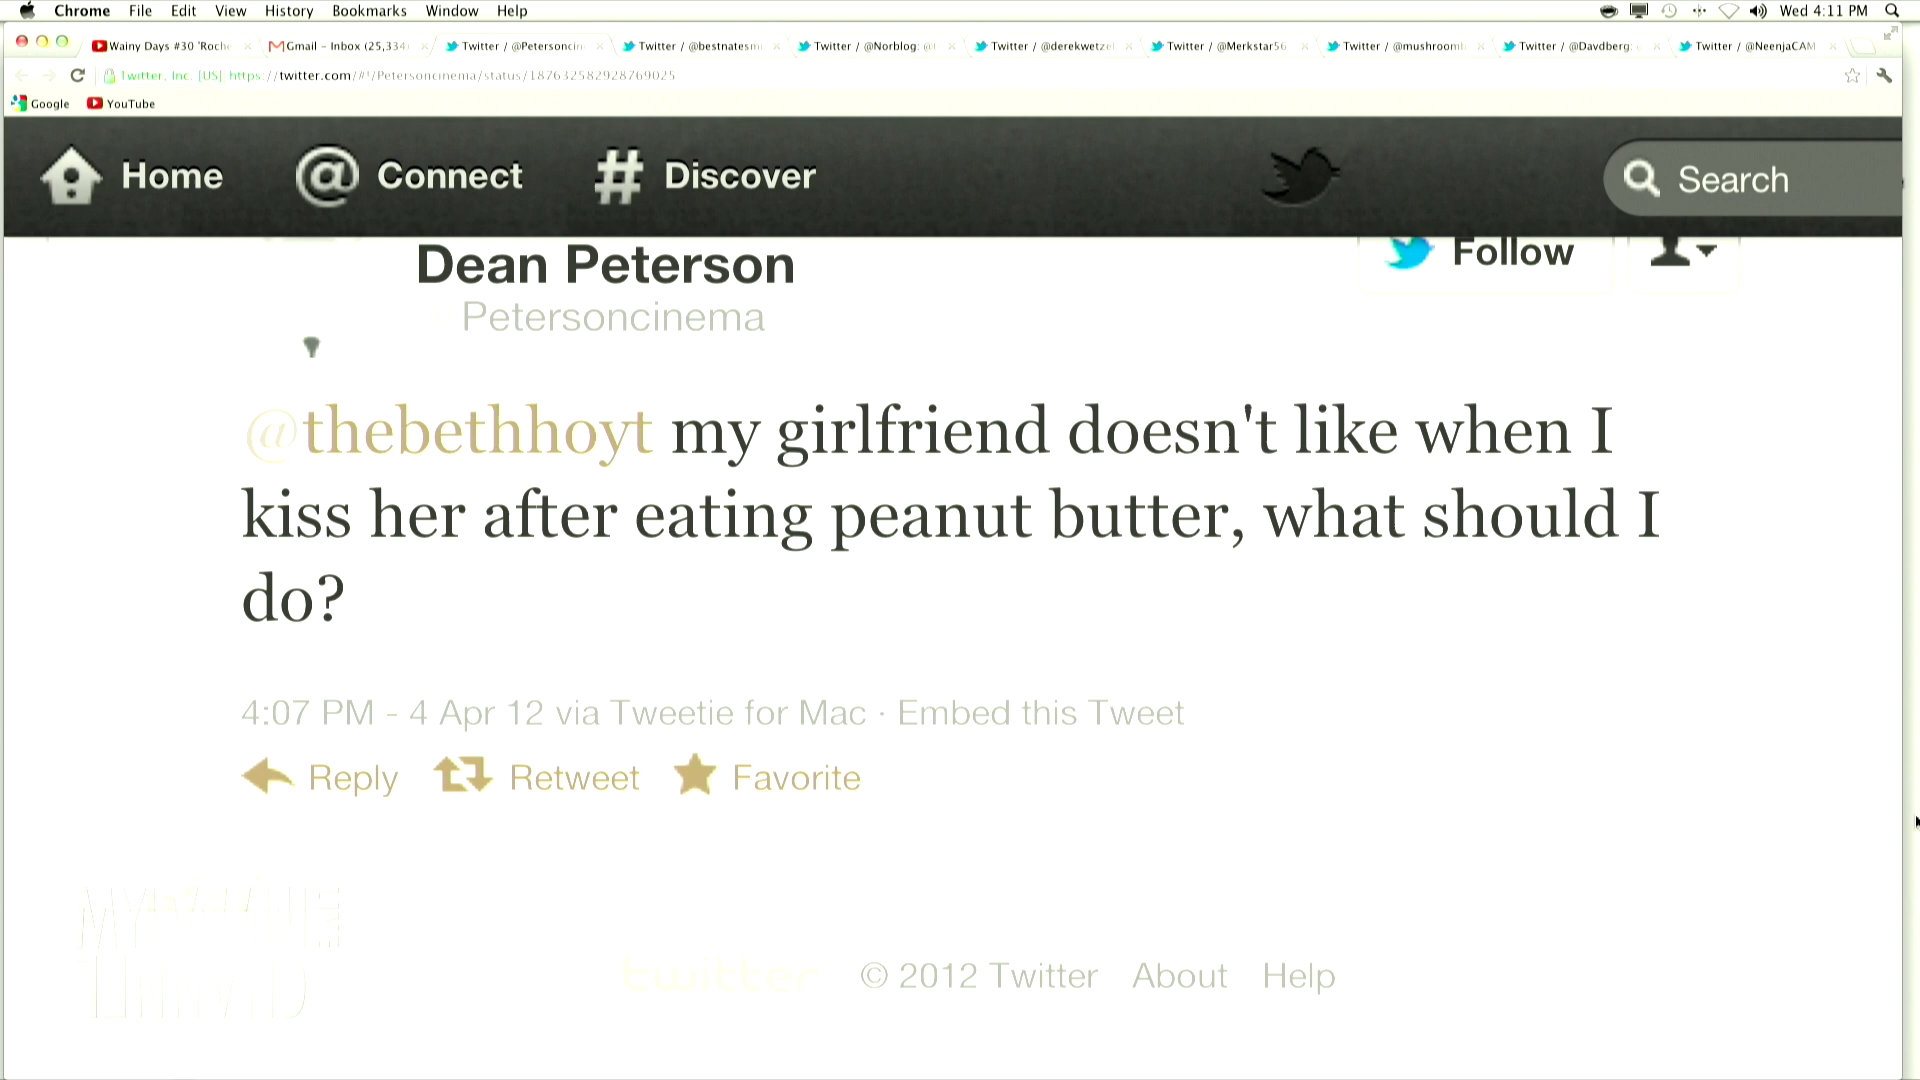 Chrome File Edit View History Bookmarks Window Help Wed 4:11 PM
Wainy Days #30 'Roche Gmail - Inbox (25,334) Twitter / @Petersoncin Twitter / @bestnatesm Twitter / @Norblog: @t Twitter / @derekwetzel Twitter / @Merkstar56 Twitter / @mushroomb Twitter / @Davdberg: Twitter / @NeenjaCAM
Twitter, Inc. [US] https://twitter.com/#!/Petersoncinema/status/187632582928769025
Google YouTube
Home @ Connect # Discover Search
Dean Peterson Follow
Petersoncinema
@thebethhoyt my girlfriend doesn't like when I
kiss her after eating peanut butter, what should I
do?
4:07 PM - 4 Apr 12 via Tweetie for Mac · Embed this Tweet
Reply Retweet Favorite
twitter © 2012 Twitter About Help